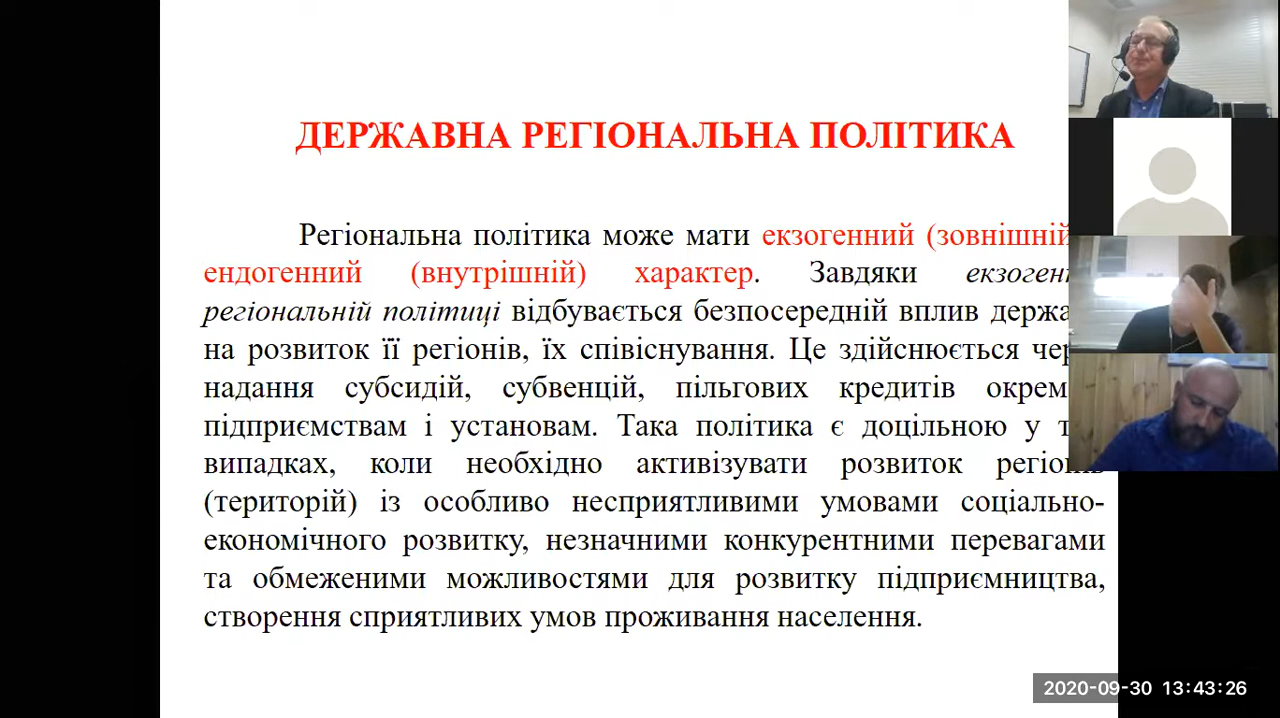 ДЕРЖАВНА РЕГІОНАЛЬНА ПОЛІТИКА
Регіональна політика може мати екзогенний (зовнішній
ендогенний (внутрішній) характер. Завдяки
регіональній політиці відбувається безпосередній вплив
на розвиток її регіонів, їх співіснування. Це здійснюється
надання субсидій, субвенцій, пільгових кредитів
підприємствам і установам. Така політика є доцільною у
випадках, коли необхідно активізувати розвиток
(територій) із особливо несприятливими умовами соціально-
економічного розвитку, незначними конкурентними перевагами
та обмеженими можливостями для розвитку підприємництва,
створення сприятливих умов проживання населення.
2020-09-30 13:43:26